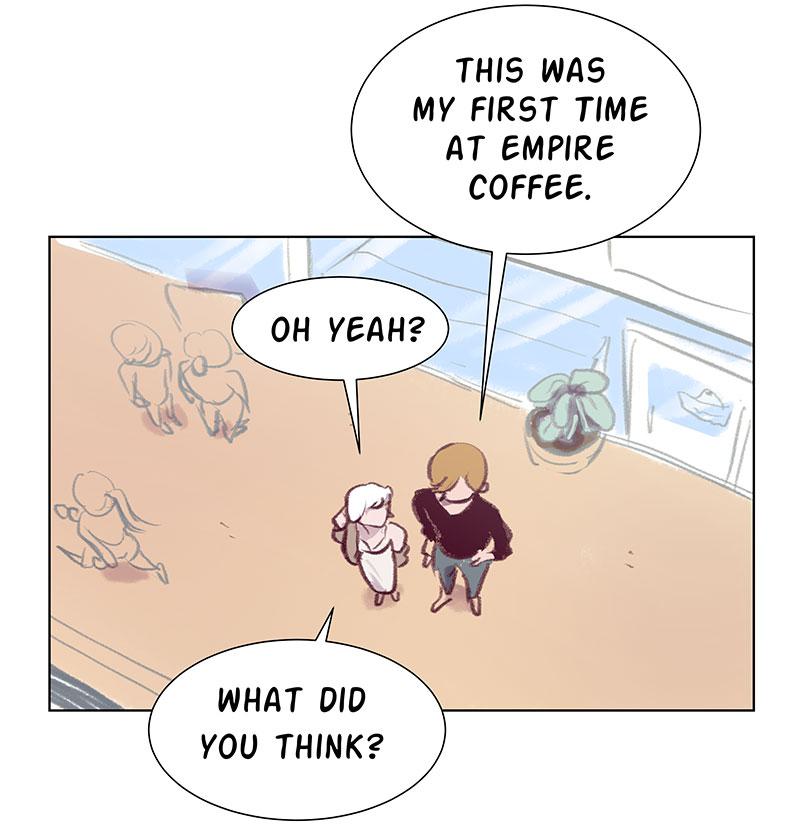 THIS WAS
MY FIRST TIME
AT EMPIRE
COFFEE.
OH YEAH?
WHAT DID
YOU THINK?